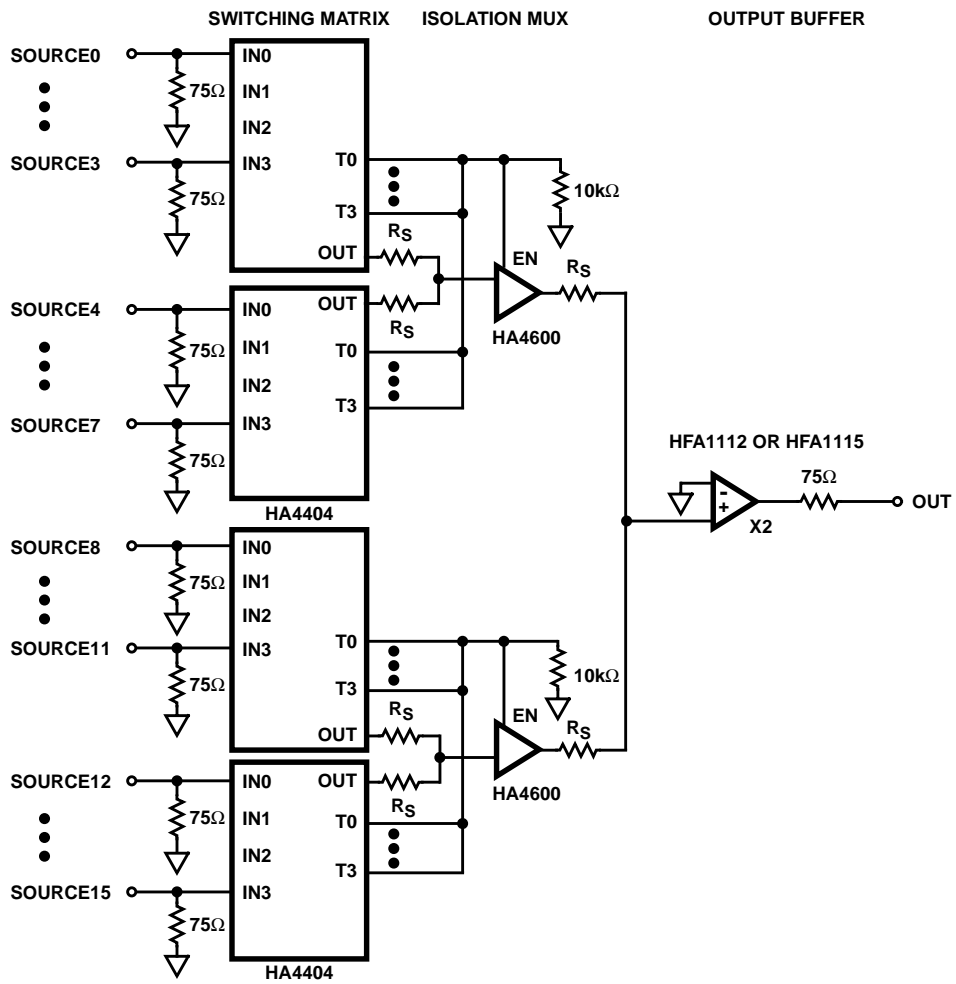 SWITCHING MATRIX ISOLATION MUX OUTPUT BUFFER
SOURCE0
75Ω
IN0
IN1
IN2
SOURCE3
75Ω
IN3
T0
T3
OUT
RS
10kΩ
EN
HA4600
RS
SOURCE4
75Ω
IN0
IN1
IN2
SOURCE7
75Ω
IN3
OUT
RS
T0
T3
HA4404
HFA1112 OR HFA1115
-
+
X2
75Ω
OUT
SOURCE8
75Ω
IN0
IN1
IN2
SOURCE11
75Ω
IN3
T0
T3
OUT
RS
10kΩ
EN
HA4600
RS
SOURCE12
75Ω
IN0
IN1
IN2
SOURCE15
75Ω
IN3
OUT
RS
T0
T3
HA4404